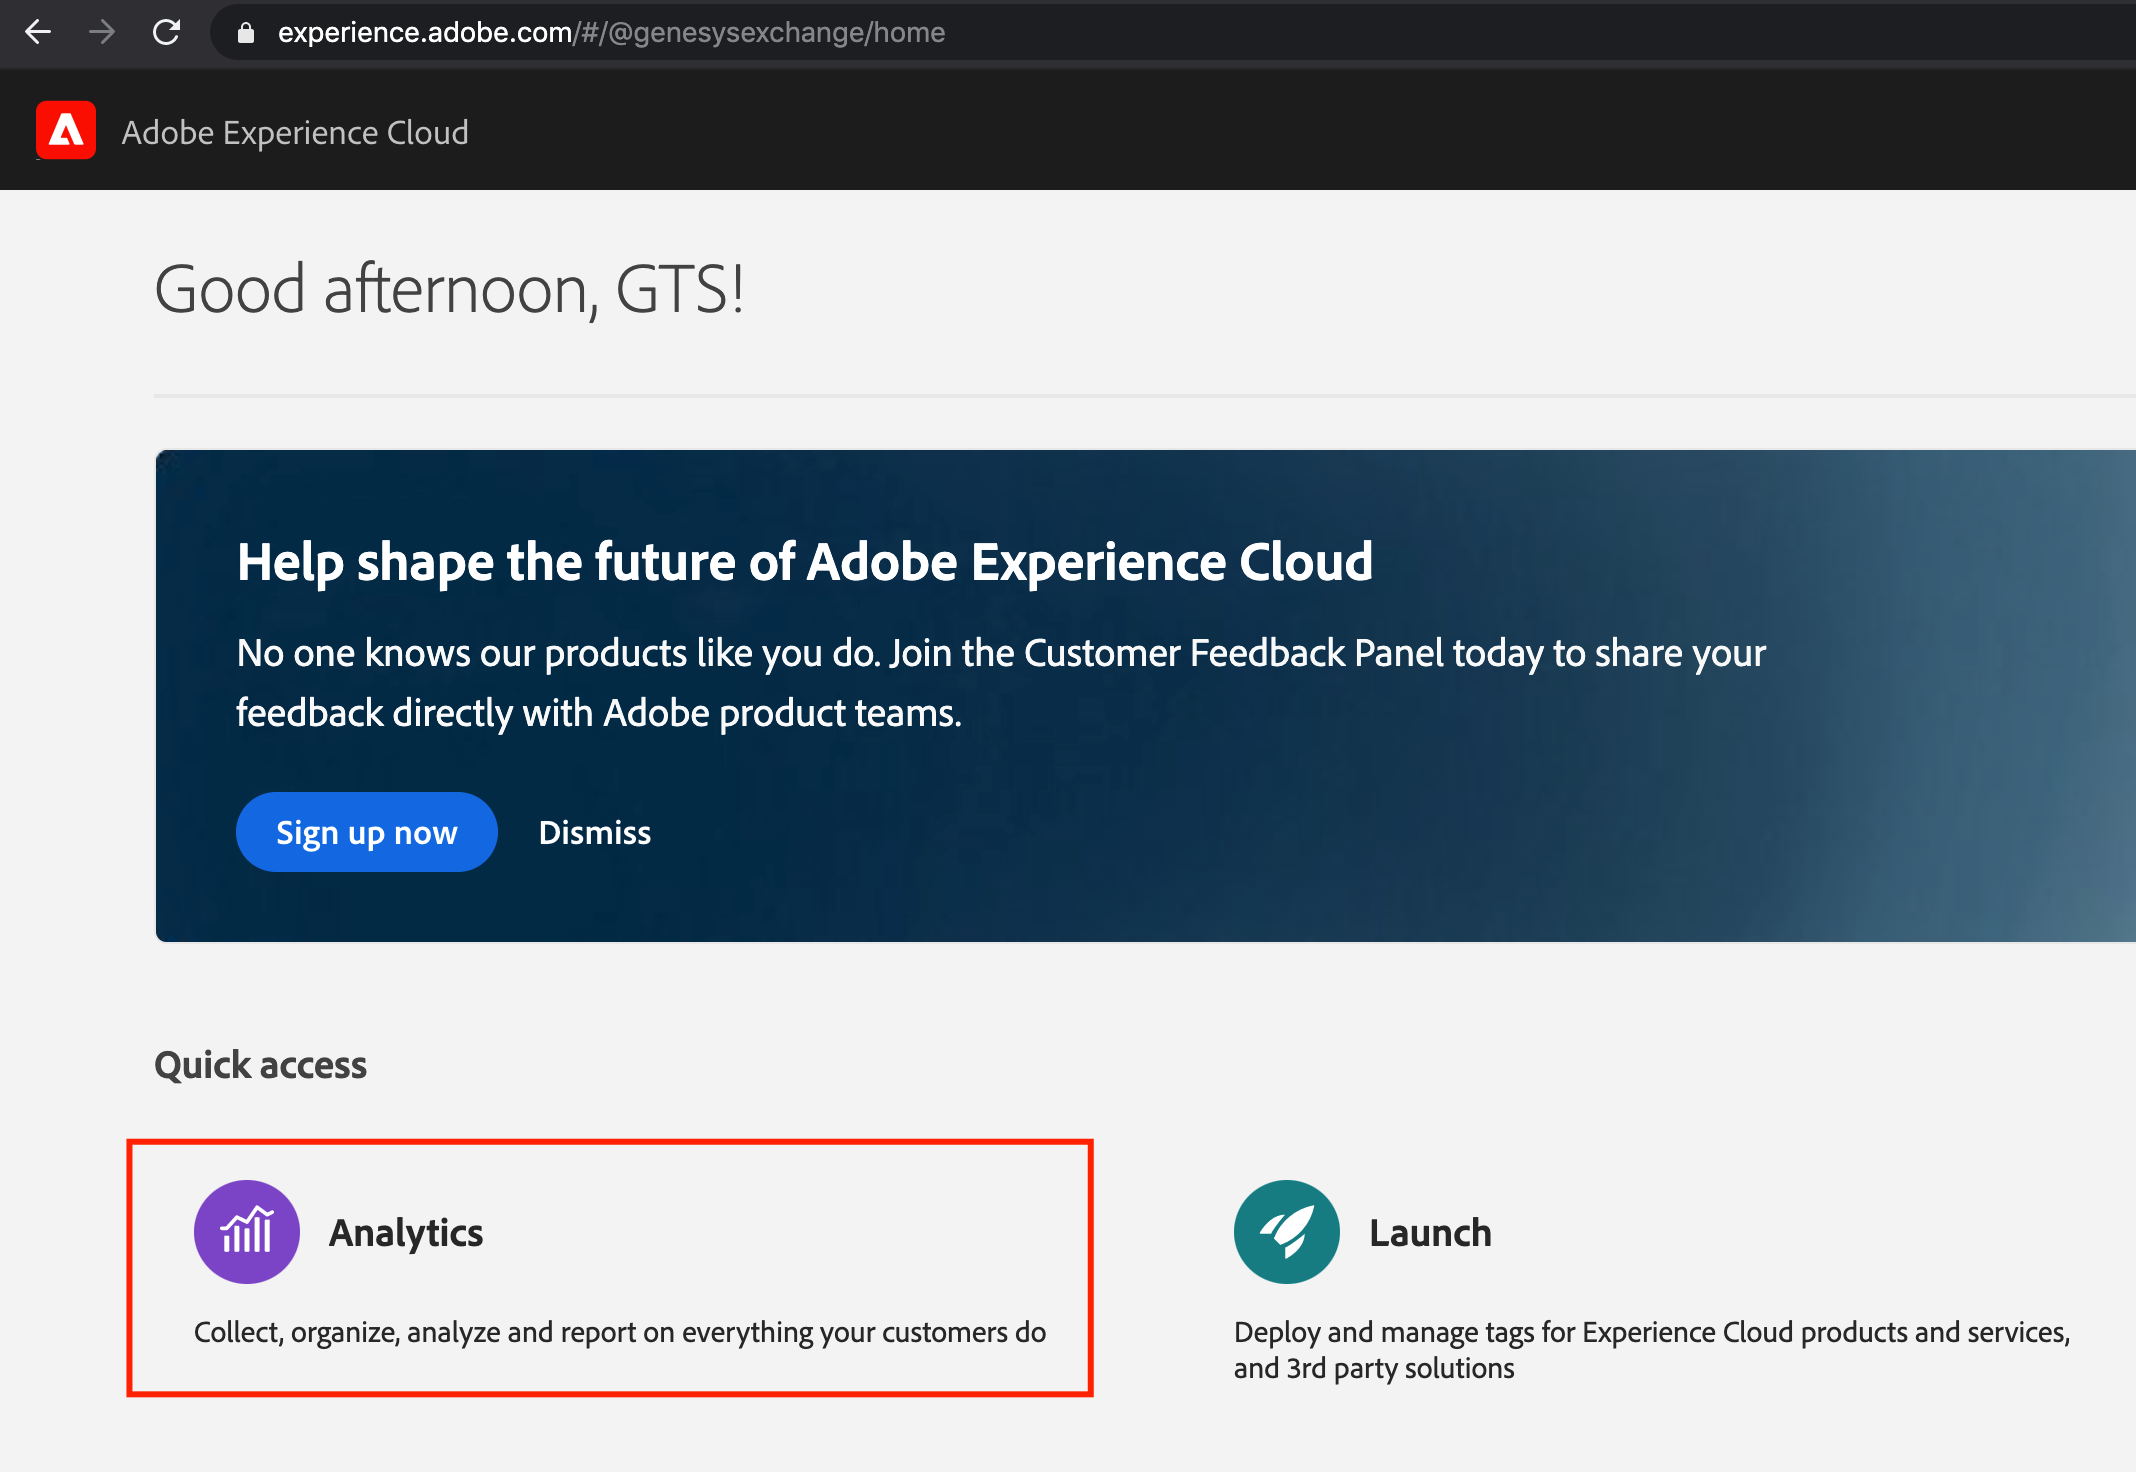 experience.adobe.com/#/@genesysexchange/home
Adobe Experience Cloud
Good afternoon, GTS!
Help shape the future of Adobe Experience Cloud
No one knows our products like you do. Join the Customer Feedback Panel today to share your
feedback directly with Adobe product teams.
Sign up now Dismiss
Quick access
Analytics
Collect, organize, analyze and report on everything your customers do
Launch
Deploy and manage tags for Experience Cloud products and services,
and 3rd party solutions